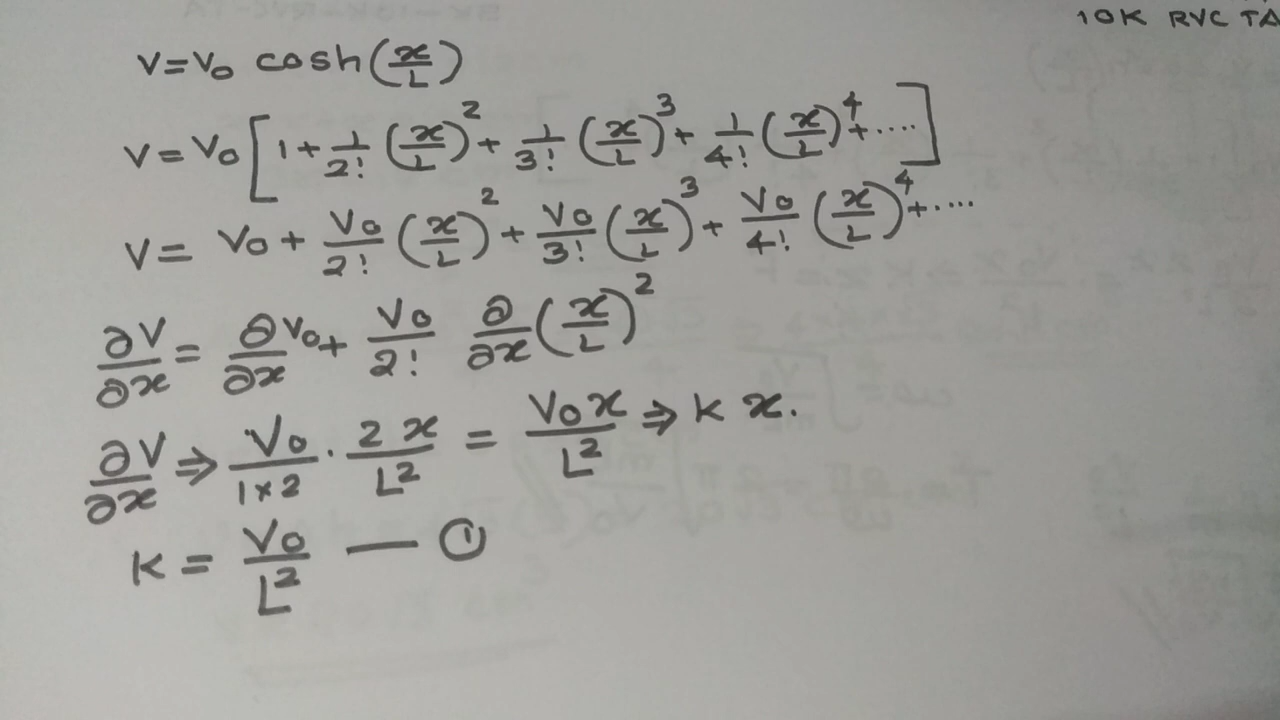 10K RVC TA
V=V₀ cosh(x/L)
V=V₀[1+1/2!(x/L)²+1/3!(x/L)³+1/4!(x/L)⁴+....]
V= V₀+V₀/2!(x/L)²+V₀/3!(x/L)³+V₀/4!(x/L)⁴+....
∂V/∂x=∂/∂x V₀+V₀/2! ∂/∂x(x/L)²
∂V/∂x⇒V₀/1×2·2x/L²=V₀x/L²⇒Kx.
K=V₀/L² — ①